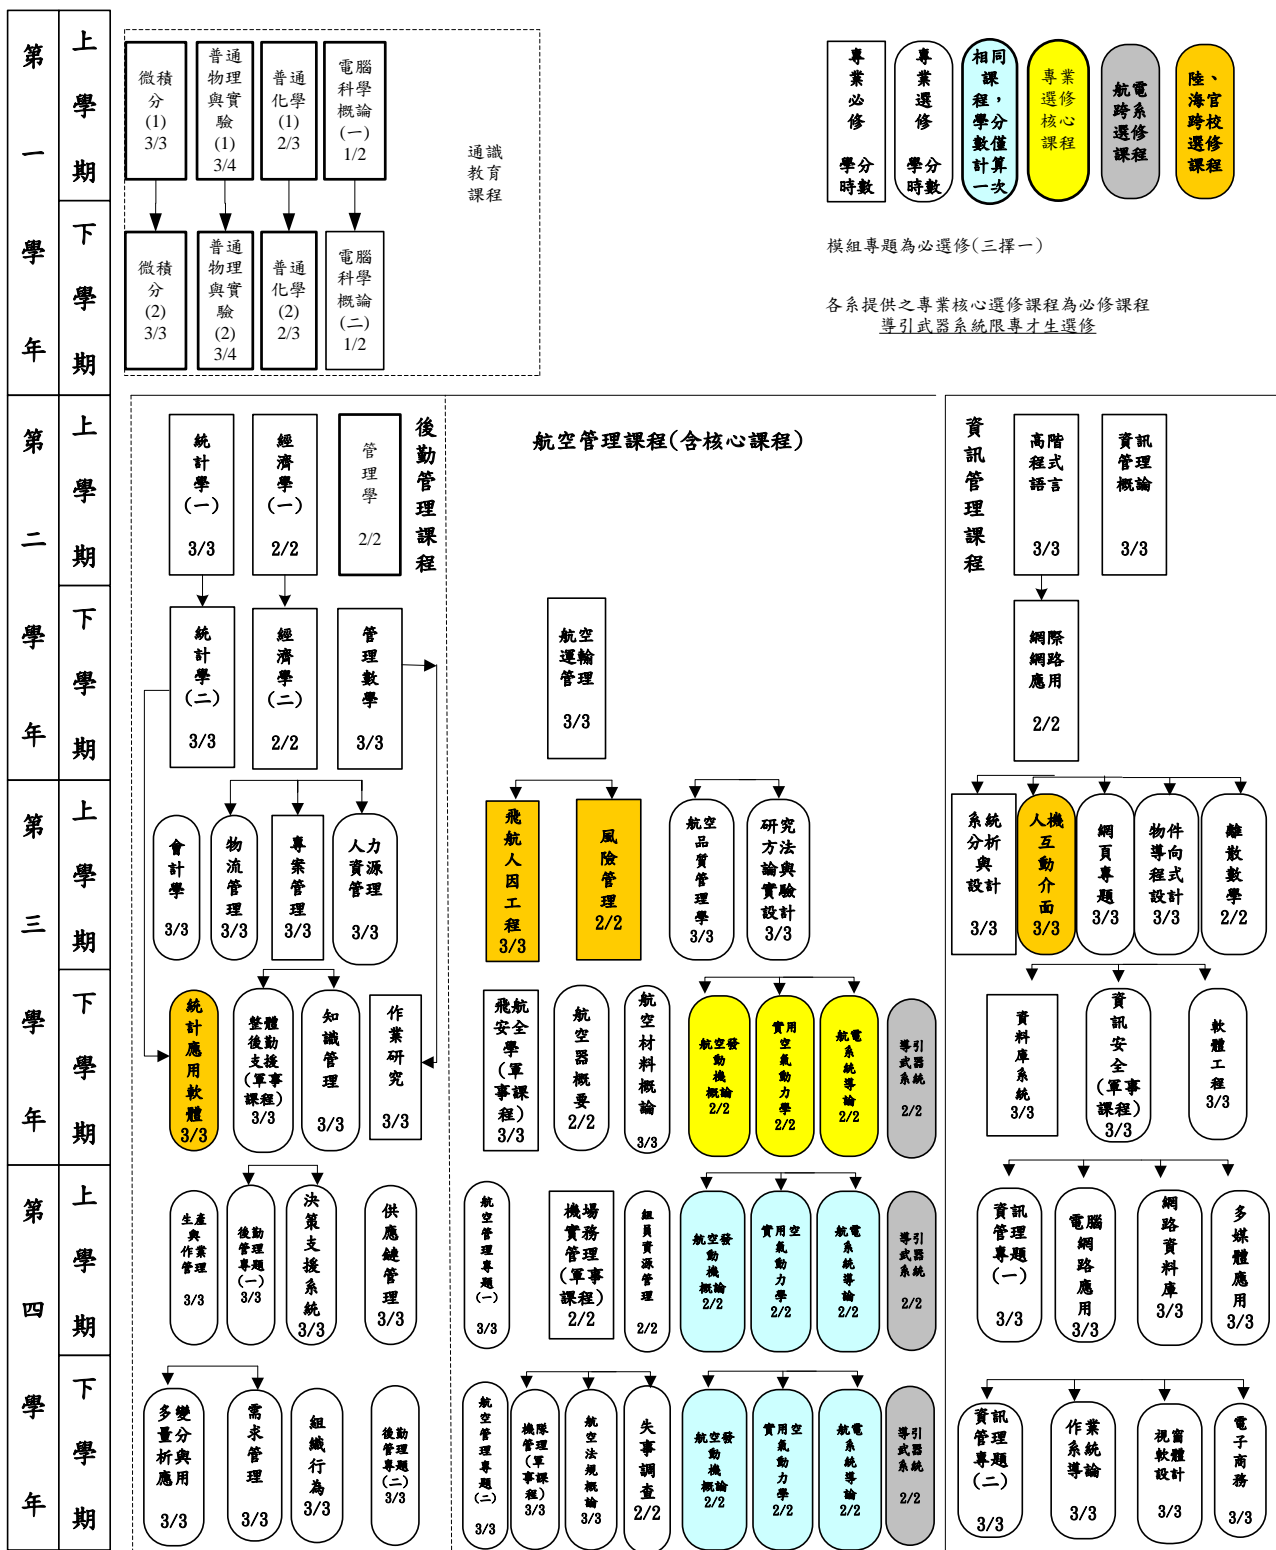 第一學年
上學期
下學期
微積
分
(1)
3/3
普通
物理
與實
驗
(1)
3/4
普通
化學
(1)
2/3
電腦
科學
概論
(一)
1/2
通識
教育
課程
微積
分
(2)
3/3
普通
物理
與實
驗
(2)
3/4
普通
化學
(2)
2/3
電腦
科學
概論
(二)
1/2
專業必修
學分
時數
專業選修
學分
時數
相同
課
程，
學分
數僅
計算
一次
專業
選修
核心
課程
航電
跨系
選修
課程
陸、
海官
跨校
選修
課程
模組專題為必選修(三擇一)
各系提供之專業核心選修課程為必修課程
導引武器系統限專才生選修
第二學年
上學期
下學期
後勤管理課程
航空管理課程(含核心課程)
資訊管理課程
統計學(一)
3/3
經濟學(一)
2/2
管理學
2/2
高階
程式
語言
3/3
資訊
管理
概論
3/3
統計學(二)
3/3
經濟學(二)
2/2
管理數學
3/3
航空
運輸
管理
3/3
網際
網路
應用
2/2
第三學年
上學期
下學期
會計學
3/3
物流管理
3/3
專案管理
3/3
人力
資源
管理
3/3
飛航人因工程
3/3
風險管理
2/2
航空
品
質
管
理
學
3/3
研究
方法
論與
實驗
設計
3/3
系統
分析
與
設計
3/3
人機
互
動
介
面
3/3
網頁專題
3/3
物件
導向
程式
設計
3/3
離散數學
2/2
統計應用軟體
3/3
整體
後勤
支援
(軍事
課程)
3/3
知識管理
3/3
作業研究
3/3
飛航
安全
學
(軍
事課
程)
3/3
航空器概要
2/2
航空材料概論
3/3
航空發
動
機
概論
2/2
實用
空
氣動
力
學
2/2
航電
系
統導
論
2/2
導引
武器
系統
2/2
資料庫系統
3/3
資訊
安
全
(軍事
課程)
3/3
軟體工程
3/3
第四學年
上學期
下學期
生產
與
作業
管理
3/3
後勤
管理
專題
(一)
3/3
決策支援系統
3/3
供應鏈管理
3/3
航空管理專題(一)
3/3
機場
實務
管理
(軍事
課程)
2/2
組員資源管理
2/2
航空發
動
機
概論
2/2
實用空
氣動
力
學
2/2
航電
系
統導
論
2/2
導引
武器
系統
2/2
資訊
管理
專題
(一)
3/3
電腦
網
路
應用
3/3
網路資料庫
3/3
多媒體應用
3/3
多變
量分
析與
應用
3/3
需求管理
3/3
組織行為
3/3
後勤
管理
專題
(二)
3/3
航空管理專題(二)
3/3
機隊
管理
(軍事
課程)
3/3
航空法規概論
3/3
失事調查
2/2
航空發
動
機
概論
2/2
實用空
氣動
力
學
2/2
航電
系
統導
論
2/2
導引
武器
系統
2/2
資訊
管理
專題
(二)
3/3
作業
系統
導論
3/3
視窗
軟體
設計
3/3
電子商務
3/3